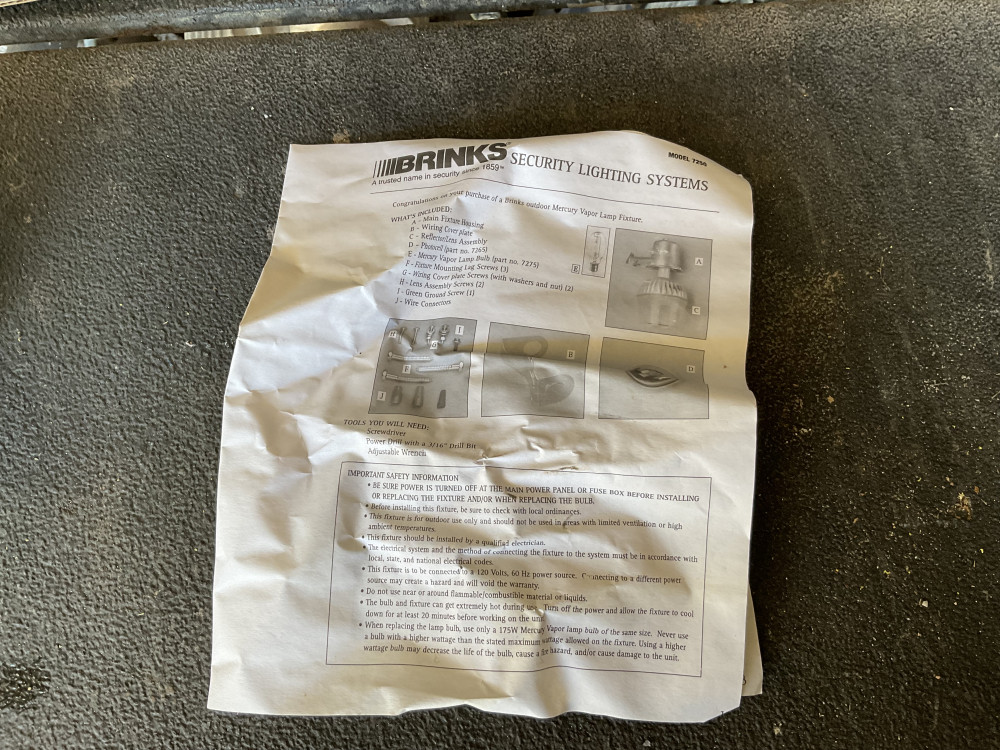 BRINKS®
A trusted name in security since 1859™
SECURITY LIGHTING SYSTEMS
MODEL 7250
Congratulations on your purchase of a Brinks outdoor Mercury Vapor Lamp Fixture.
WHAT'S INCLUDED:
A - Main Fixture Housing
B - Wiring Cover plate
C - Reflector/Lens Assembly
D - Photocell (part no. 7265)
E - Mercury Vapor Lamp Bulb (part no. 7275)
F - Fixture Mounting Lag Screws (3)
G - Wiring Cover plate Screws (with washers and nut) (2)
H - Lens Assembly Screws (2)
I - Green Ground Screw (1)
J - Wire Connectors
E
A
C
H
G
I
F
J
B
D
TOOLS YOU WILL NEED:
Screwdriver
Power Drill with a 3/16" Drill Bit
Adjustable Wrench
IMPORTANT SAFETY INFORMATION
• BE SURE POWER IS TURNED OFF AT THE MAIN POWER PANEL OR FUSE BOX BEFORE INSTALLING
OR REPLACING THE FIXTURE AND/OR WHEN REPLACING THE BULB.
• Before installing this fixture, be sure to check with local ordinances.
• This fixture is for outdoor use only and should not be used in areas with limited ventilation or high
ambient temperatures.
• This fixture should be installed by a qualified electrician.
• The electrical system and the method of connecting the fixture to the system must be in accordance with
local, state, and national electrical codes.
• This fixture is to be connected to a 120 Volts, 60 Hz power source. Connecting to a different power
source may create a hazard and will void the warranty.
• Do not use near or around flammable/combustible material or liquids.
• The bulb and fixture can get extremely hot during use. Turn off the power and allow the fixture to cool
down for at least 20 minutes before working on the unit.
• When replacing the lamp bulb, use only a 175W Mercury Vapor lamp bulb of the same size. Never use
a bulb with a higher wattage than the stated maximum wattage allowed on the fixture. Using a higher
wattage bulb may decrease the life of the bulb, cause a fire hazard, and/or cause damage to the unit.